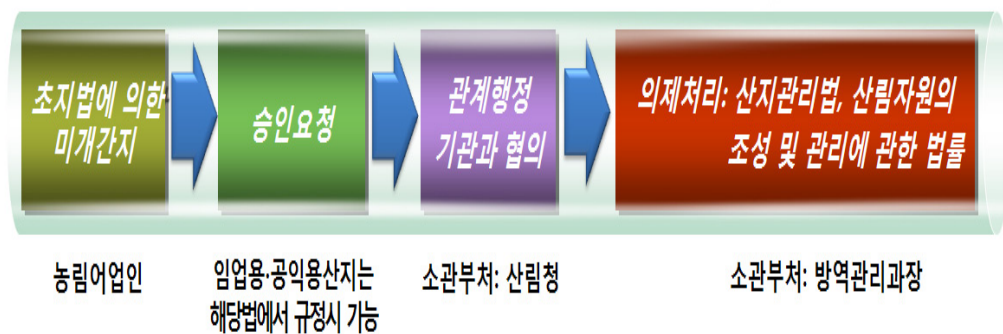 초지법에 의한
미개간지
승인요청
관계행정
기관과 협의
의제처리: 산지관리법, 산림자원의
조성 및 관리에 관한 법률
농림어업인
임업용·공익용산지는
해당법에서 규정시 가능
소관부처: 산림청
소관부처: 방역관리과장